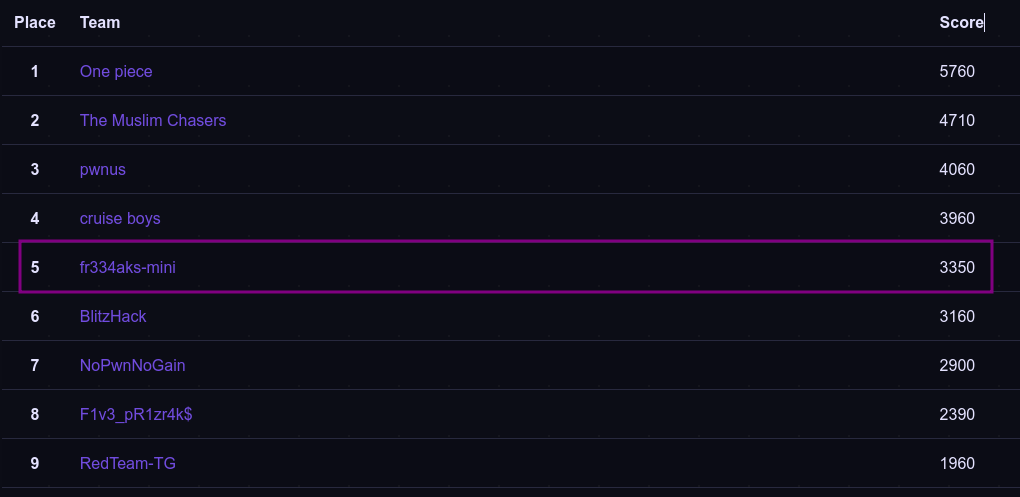 Place Team Score
1 One piece 5760
2 The Muslim Chasers 4710
3 pwnus 4060
4 cruise boys 3960
5 fr334aks-mini 3350
6 BlitzHack 3160
7 NoPwnNoGain 2900
8 F1v3_pR1zr4k$ 2390
9 RedTeam-TG 1960